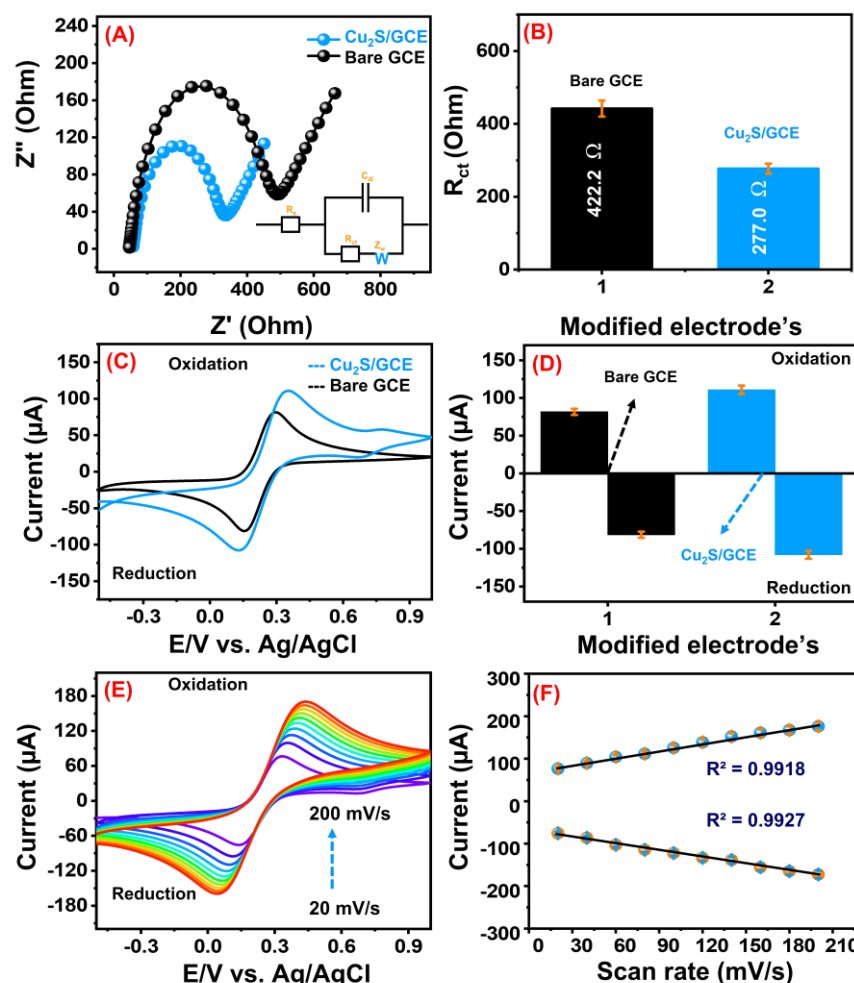 (A)
Cu₂S/GCE
Bare GCE
Z'' (Ohm)
240
200
160
120
80
40
0
0 200 400 600 800
Z' (Ohm)
Rs
Cdl
Rct
Zw
(B)
Rct (Ohm)
600
400
200
0
Bare GCE
422.2 Ω
Cu₂S/GCE
277.0 Ω
1 2
Modified electrode's
(C)
Oxidation
Cu₂S/GCE
Bare GCE
Current (μA)
150
100
50
0
-50
-100
-150
Reduction
-0.3 0.0 0.3 0.6 0.9
E/V vs. Ag/AgCl
(D)
Oxidation
Bare GCE
Current (μA)
150
100
50
0
-50
-100
-150
Cu₂S/GCE
Reduction
1 2
Modified electrode's
(E)
Oxidation
Current (μA)
180
120
60
0
-60
-120
-180
200 mV/s
20 mV/s
Reduction
-0.3 0.0 0.3 0.6 0.9
E/V vs. Ag/AgCl
(F)
Current (μA)
300
200
100
0
-100
-200
-300
R² = 0.9918
R² = 0.9927
0 30 60 90 120 150 180 210
Scan rate (mV/s)